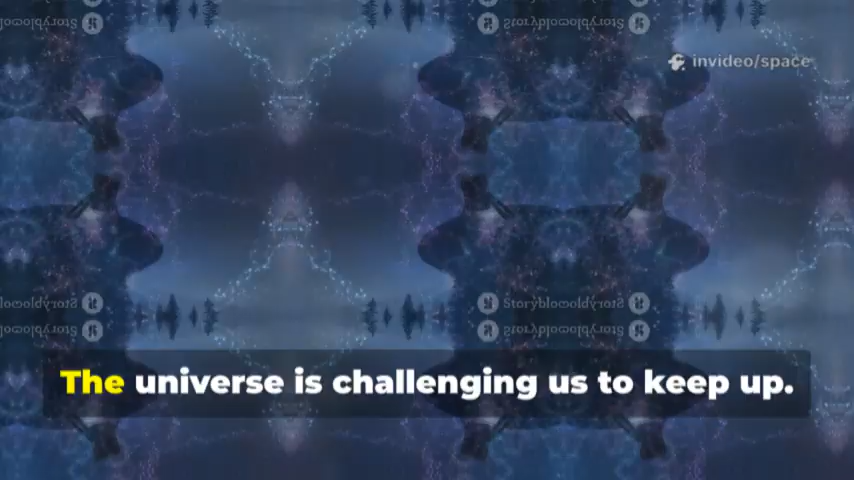 invideo/space
The universe is challenging us to keep up.